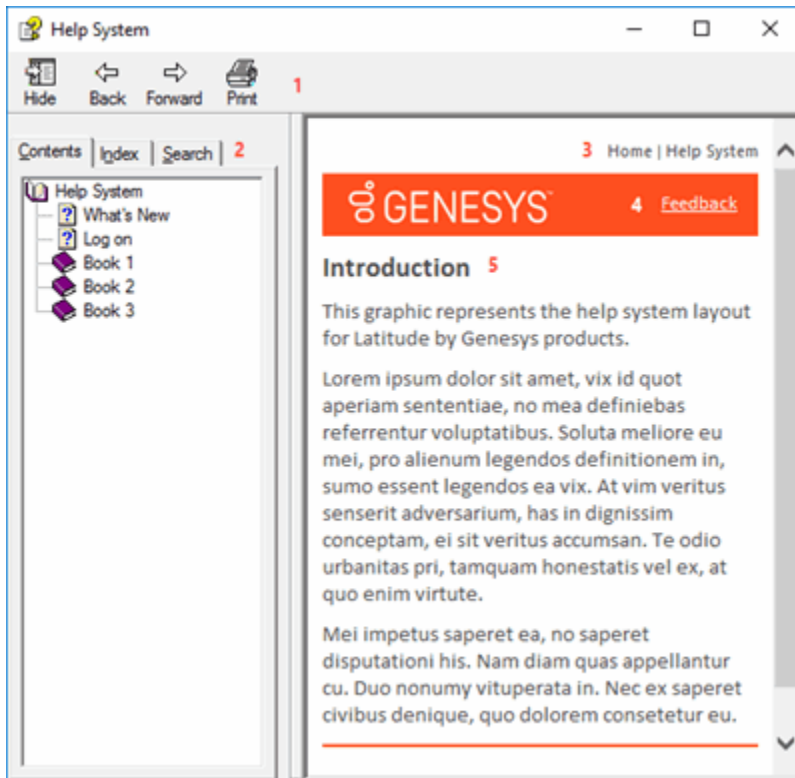 Help System
Hide Back Forward Print 1
Contents Index Search 2
Help System
What's New
Log on
Book 1
Book 2
Book 3
3 Home | Help System
GENESYS™ 4 Feedback
Introduction 5
This graphic represents the help system layout
for Latitude by Genesys products.
Lorem ipsum dolor sit amet, vix id quot
aperiam sententiae, no mea definiebas
referrentur voluptatibus. Soluta meliore eu
mei, pro alienum legendos definitionem in,
sumo essent legendos ea vix. At vim veritus
senserit adversarium, has in dignissim
conceptam, ei sit veritus accumsan. Te odio
urbanitas pri, tamquam honestatis vel ex, at
quo enim virtute.
Mei impetus saperet ea, no saperet
disputationi his. Nam diam quas appellantur
cu. Duo nonumy vituperata in. Nec ex saperet
civibus denique, quo dolorem consetetur eu.